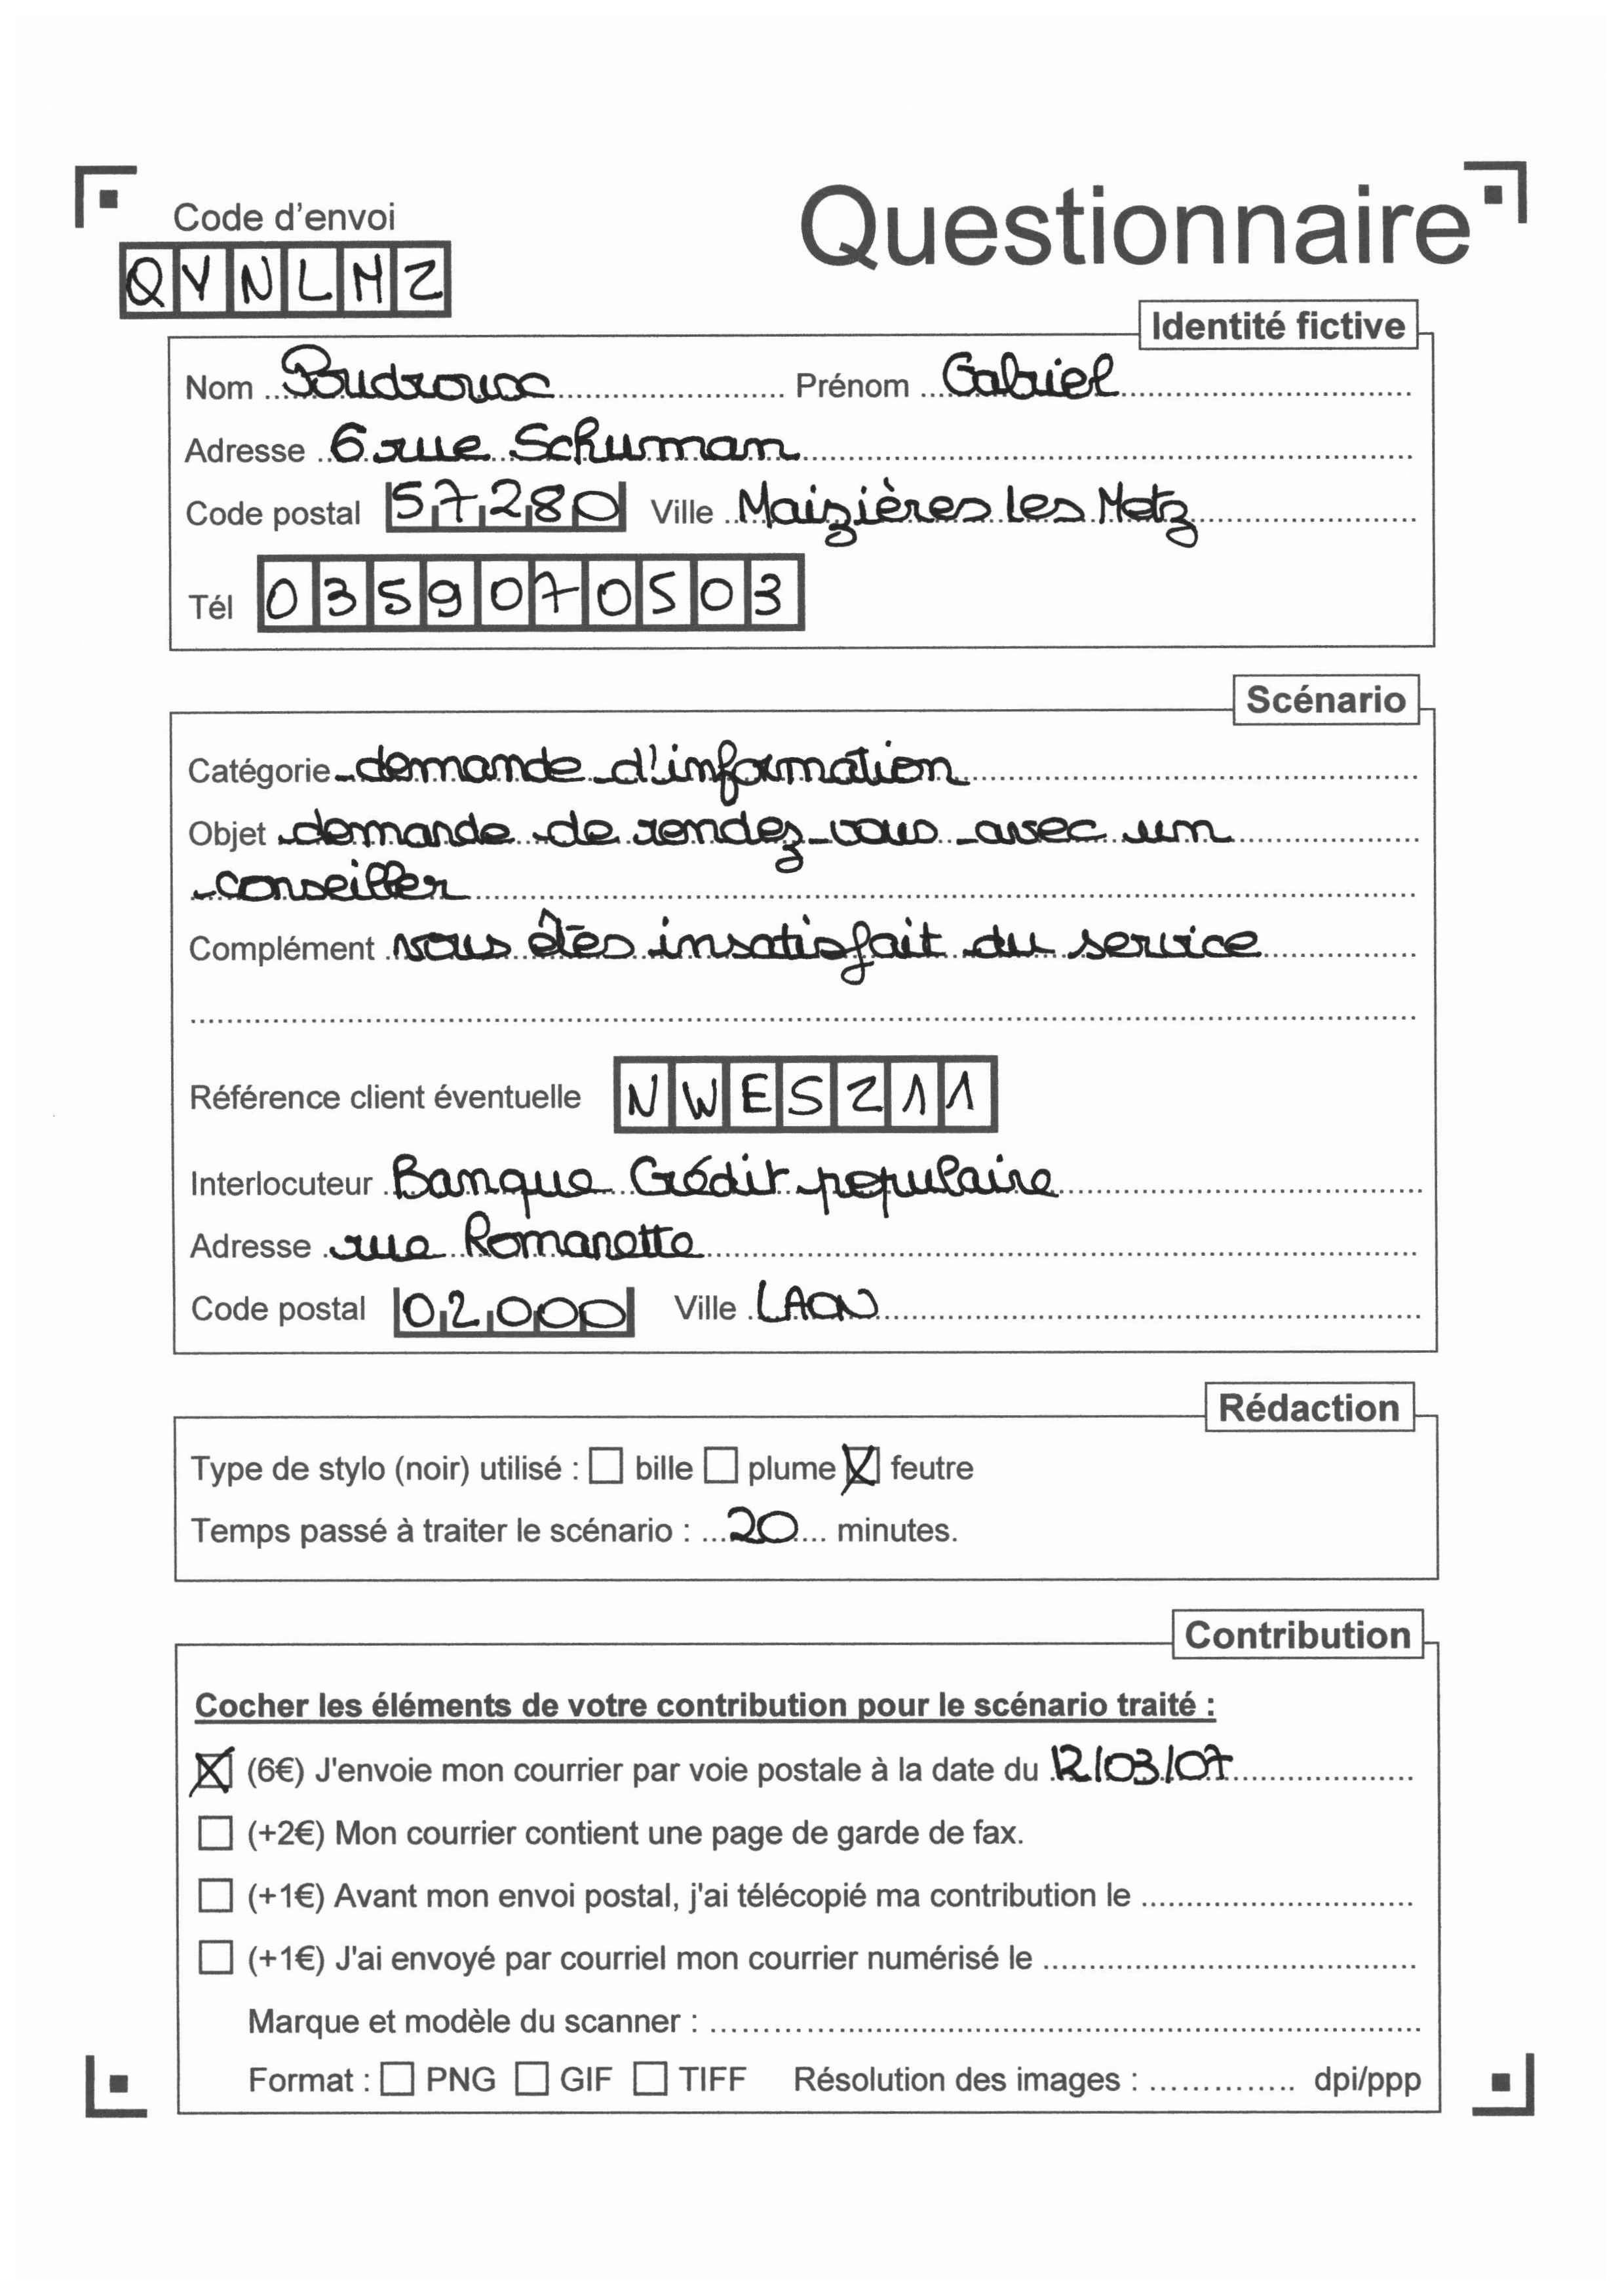 Code d'envoi
Questionnaire
QVNLMZ
Identité fictive
Nom Poudroux Prénom Gabriel
Adresse 6 rue Schuman
Code postal 57280 Ville Maizières les Metz
Tél 0359070503
Scénario
Catégorie demande d'information
Objet demande de rendez-vous avec un
conseiller
Complément vous êtes insatisfait du service
Référence client éventuelle NWESZ11
Interlocuteur Banque Crédit populaire
Adresse rue Romanette
Code postal 02000 Ville LAON
Rédaction
Type de stylo (noir) utilisé : bille plume feutre
Temps passé à traiter le scénario : 20 minutes.
Contribution
Cocher les éléments de votre contribution pour le scénario traité :
(6€) J'envoie mon courrier par voie postale à la date du 12/03/07
(+2€) Mon courrier contient une page de garde de fax.
(+1€) Avant mon envoi postal, j'ai télécopié ma contribution le
(+1€) J'ai envoyé par courriel mon courrier numérisé le
Marque et modèle du scanner :
Format : PNG GIF TIFF Résolution des images : dpi/ppp